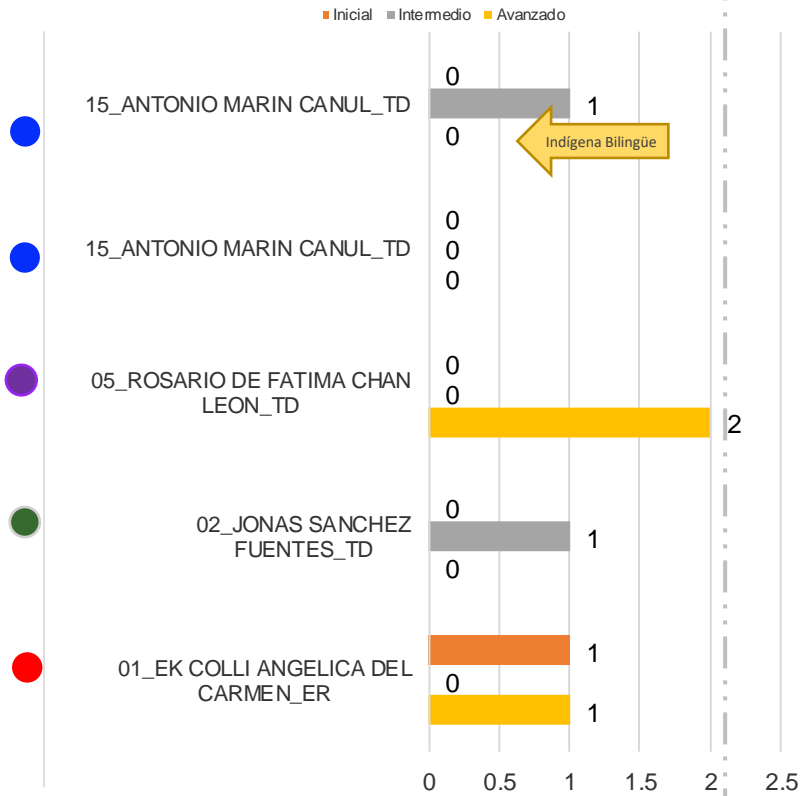 Inicial Intermedio Avanzado
0
15_ANTONIO MARIN CANUL_TD
1
0
Indígena Bilingüe
0
15_ANTONIO MARIN CANUL_TD
0
0
0
05_ROSARIO DE FATIMA CHAN
LEON_TD
0
2
0
02_JONAS SANCHEZ
FUENTES_TD
1
0
1
01_EK COLLI ANGELICA DEL
CARMEN_ER
0
1
0 0.5 1 1.5 2 2.5